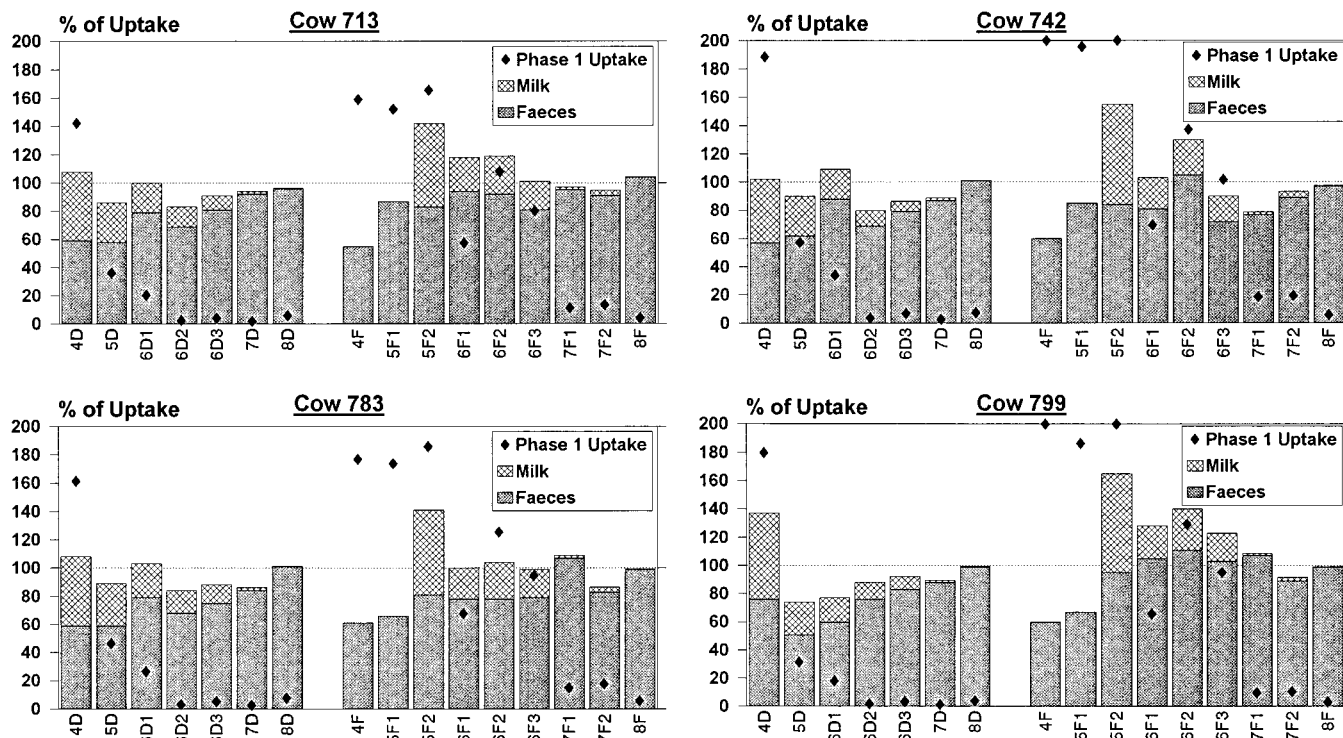 % of Uptake
Cow 713
200
180
160
140
120
100
80
60
40
20
0
Phase 1 Uptake
Milk
Faeces
4D
5D
6D1
6D2
6D3
7D
8D
4F
5F1
5F2
6F1
6F2
6F3
7F1
7F2
8F
% of Uptake
Cow 742
200
180
160
140
120
100
80
60
40
20
0
Phase 1 Uptake
Milk
Faeces
4D
5D
6D1
6D2
6D3
7D
8D
4F
5F1
5F2
6F1
6F2
6F3
7F1
7F2
8F
% of Uptake
Cow 783
200
180
160
140
120
100
80
60
40
20
0
Phase 1 Uptake
Milk
Faeces
4D
5D
6D1
6D2
6D3
7D
8D
4F
5F1
5F2
6F1
6F2
6F3
7F1
7F2
8F
% of Uptake
Cow 799
200
180
160
140
120
100
80
60
40
20
0
Phase 1 Uptake
Milk
Faeces
4D
5D
6D1
6D2
6D3
7D
8D
4F
5F1
5F2
6F1
6F2
6F3
7F1
7F2
8F